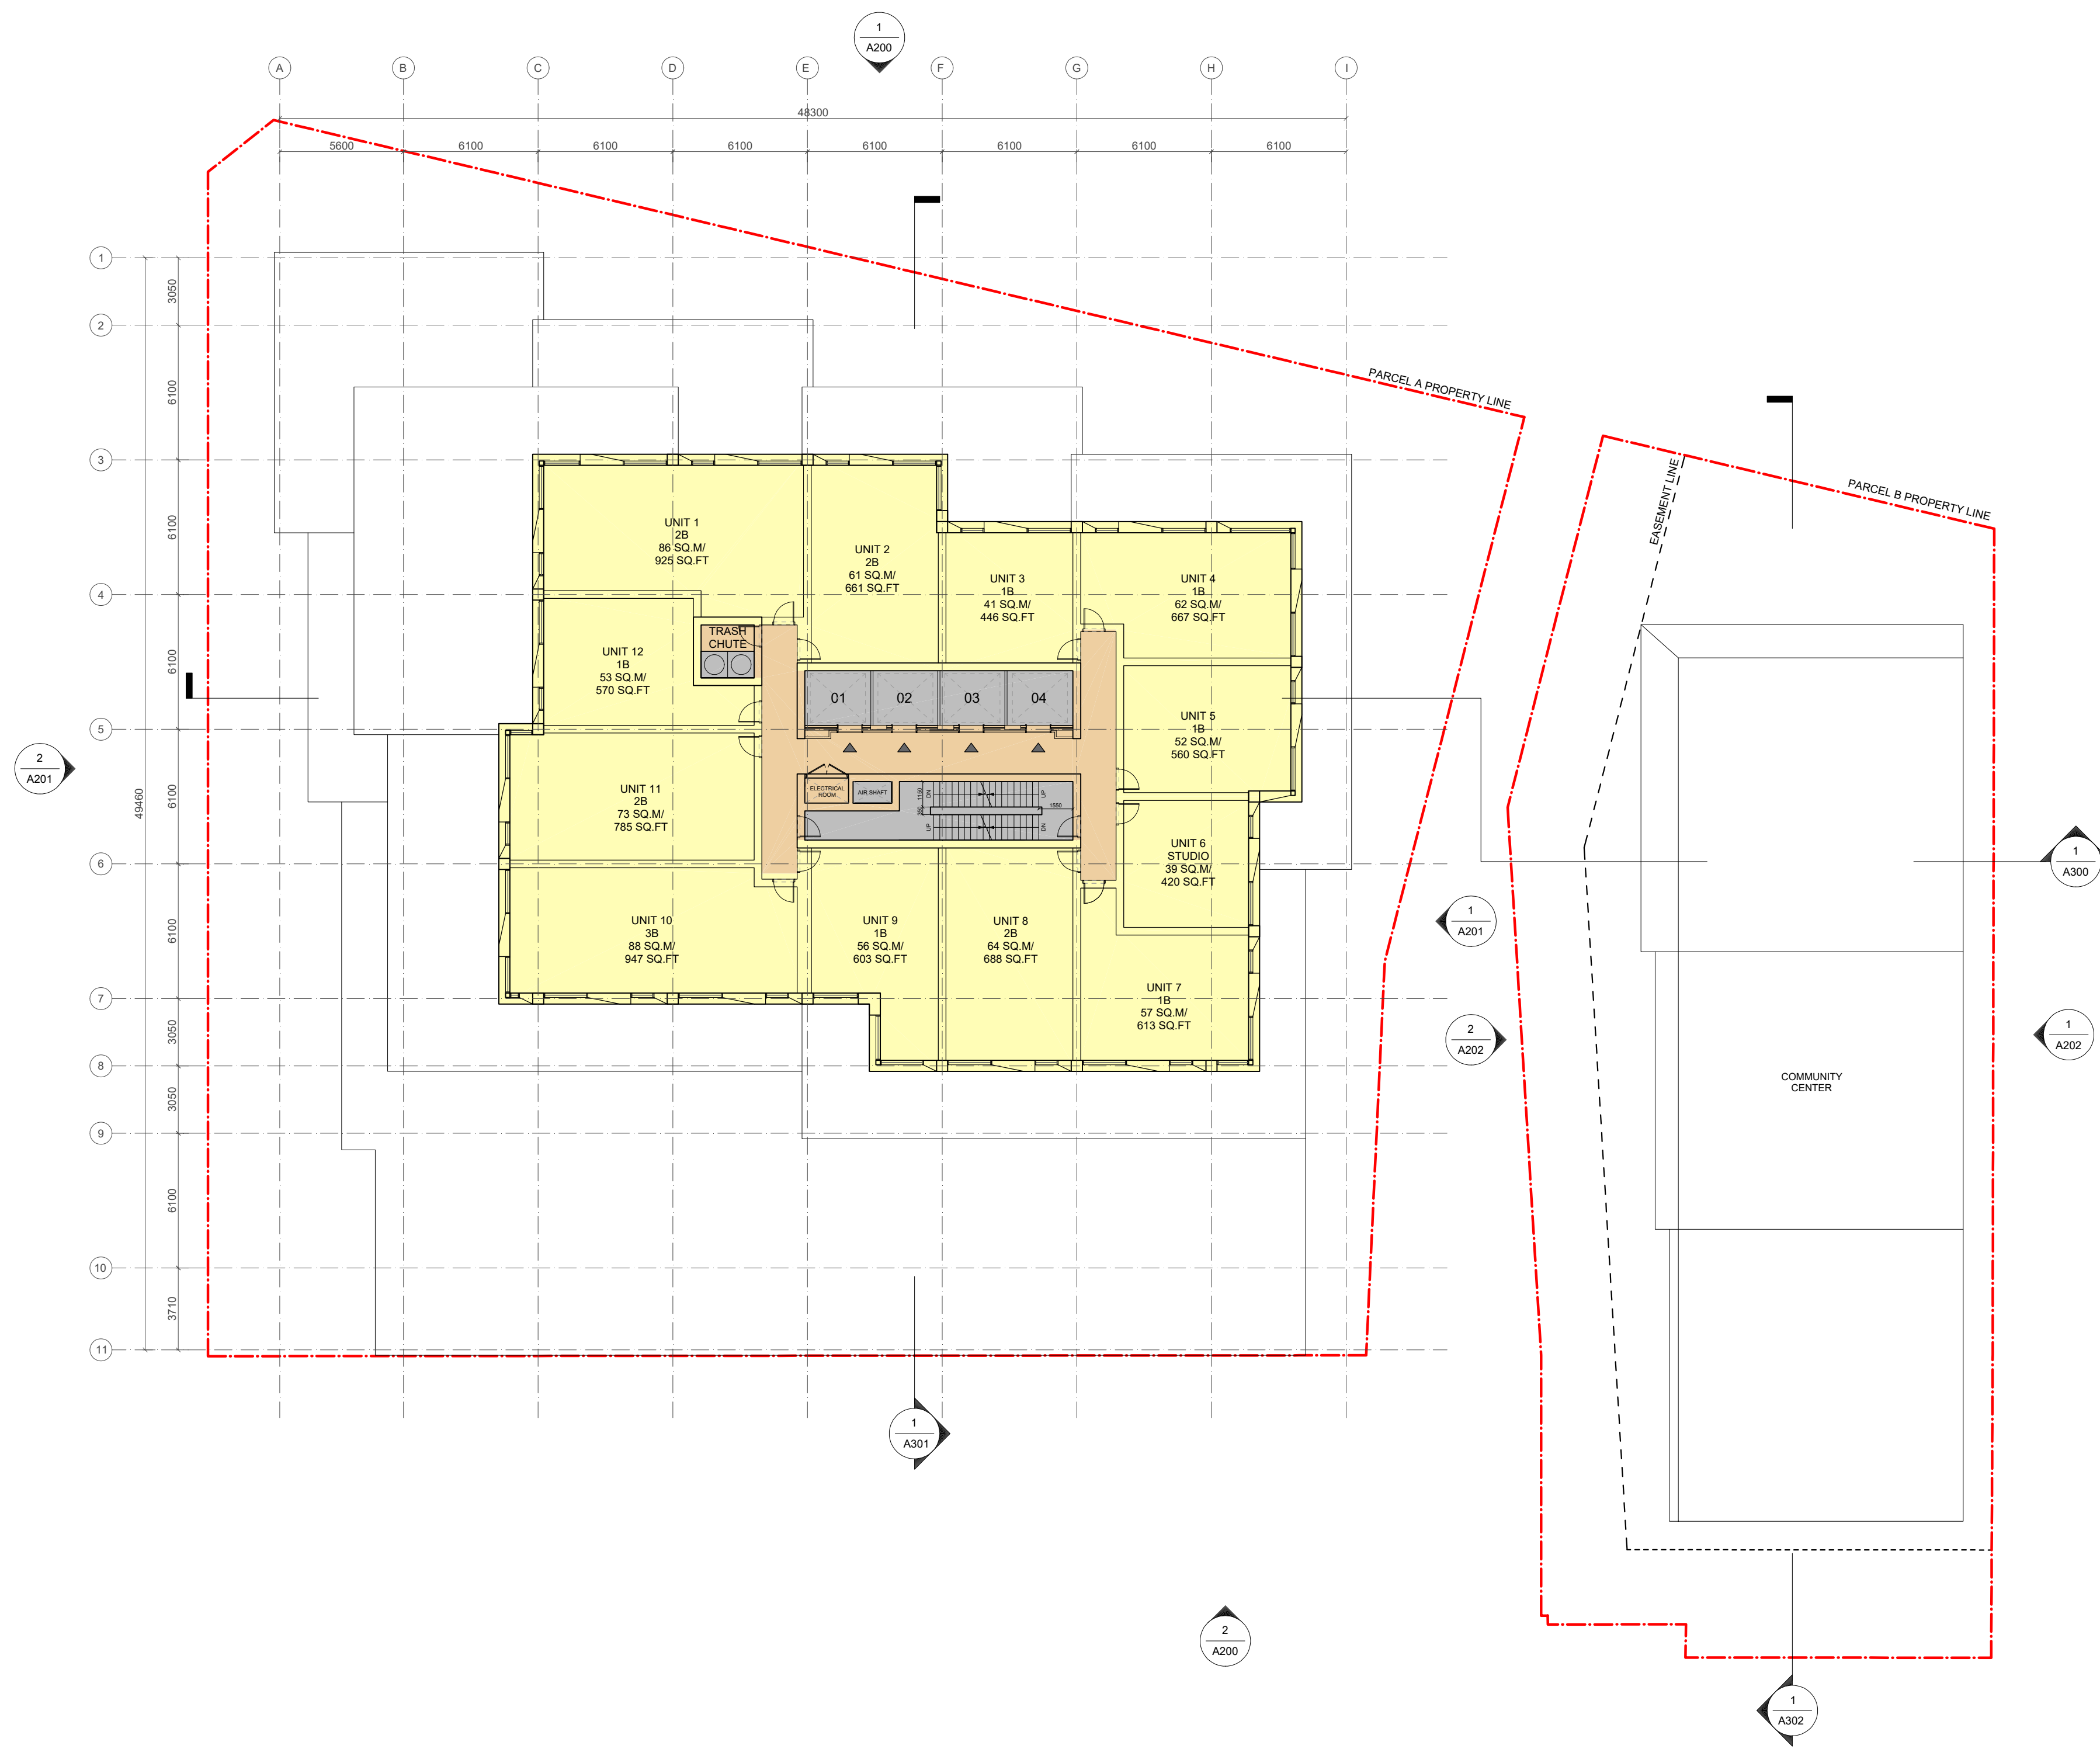 1
A200
A
B
C
D
E
F
G
H
I
48300
5600
6100
6100
6100
6100
6100
6100
6100
1
2
3
4
5
6
7
8
9
10
11
3050
6100
6100
6100
6100
6100
3050
3050
6100
3710
49460
PARCEL A PROPERTY LINE
PARCEL B PROPERTY LINE
EASEMENT LINE
UNIT 1
2B
86 SQ.M/
925 SQ.FT
UNIT 2
2B
61 SQ.M/
661 SQ.FT
UNIT 3
1B
41 SQ.M/
446 SQ.FT
UNIT 4
1B
62 SQ.M/
667 SQ.FT
TRASH
CHUTE
UNIT 12
1B
53 SQ.M/
570 SQ.FT
01
02
03
04
UNIT 5
1B
52 SQ.M/
560 SQ.FT
2
A201
UNIT 11
2B
73 SQ.M/
785 SQ.FT
ELECTRICAL
ROOM
AIR SHAFT
1150
350
DN
UP
UP
DN
1550
UNIT 6
STUDIO
39 SQ.M/
420 SQ.FT
1
A300
UNIT 10
3B
88 SQ.M/
947 SQ.FT
UNIT 9
1B
56 SQ.M/
603 SQ.FT
UNIT 8
2B
64 SQ.M/
688 SQ.FT
1
A201
UNIT 7
1B
57 SQ.M/
613 SQ.FT
2
A202
1
A202
COMMUNITY
CENTER
1
A301
2
A200
1
A302